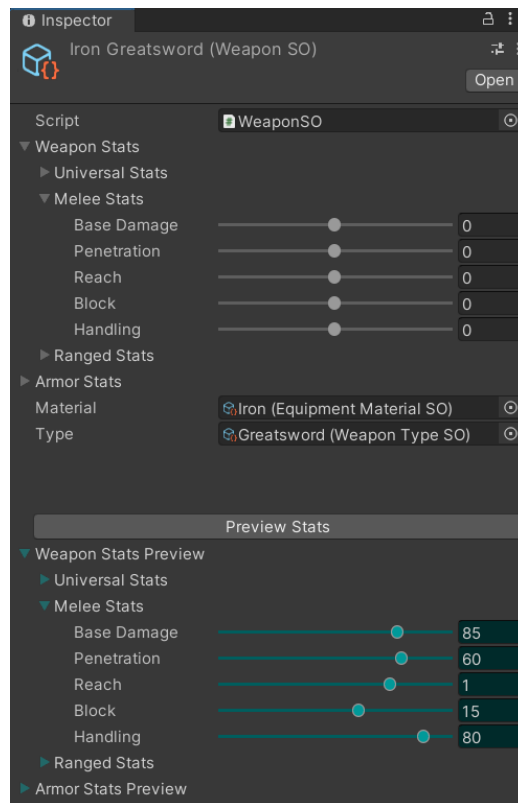 Inspector
Iron Greatsword (Weapon SO)
Open
Script WeaponSO
Weapon Stats
Universal Stats
Melee Stats
Base Damage 0
Penetration 0
Reach 0
Block 0
Handling 0
Ranged Stats
Armor Stats
Material Iron (Equipment Material SO)
Type Greatsword (Weapon Type SO)
Preview Stats
Weapon Stats Preview
Universal Stats
Melee Stats
Base Damage 85
Penetration 60
Reach 1
Block 15
Handling 80
Ranged Stats
Armor Stats Preview